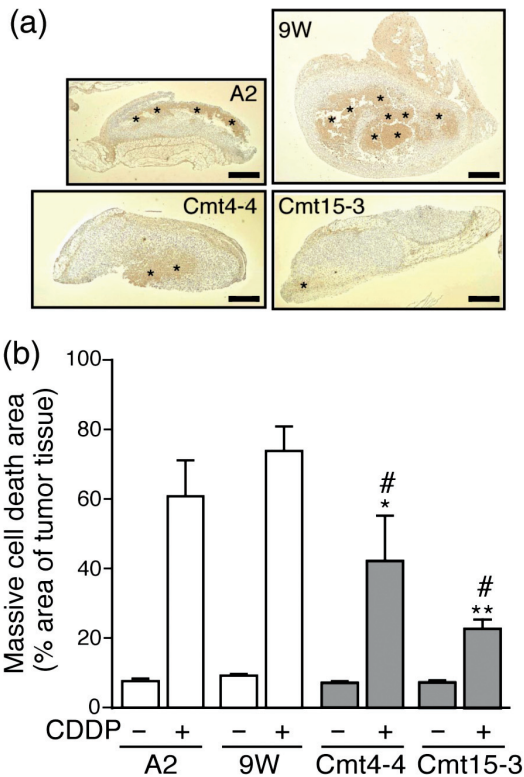 (a)
9W
A2
* * * *
* * * * * * * *
Cmt4-4
Cmt15-3
* *
*
(b)
Massive cell death area
(% area of tumor tissue)
100
80
60
40
20
0
#
*
#
**
CDDP − + − + − + − +
A2 9W Cmt4-4 Cmt15-3